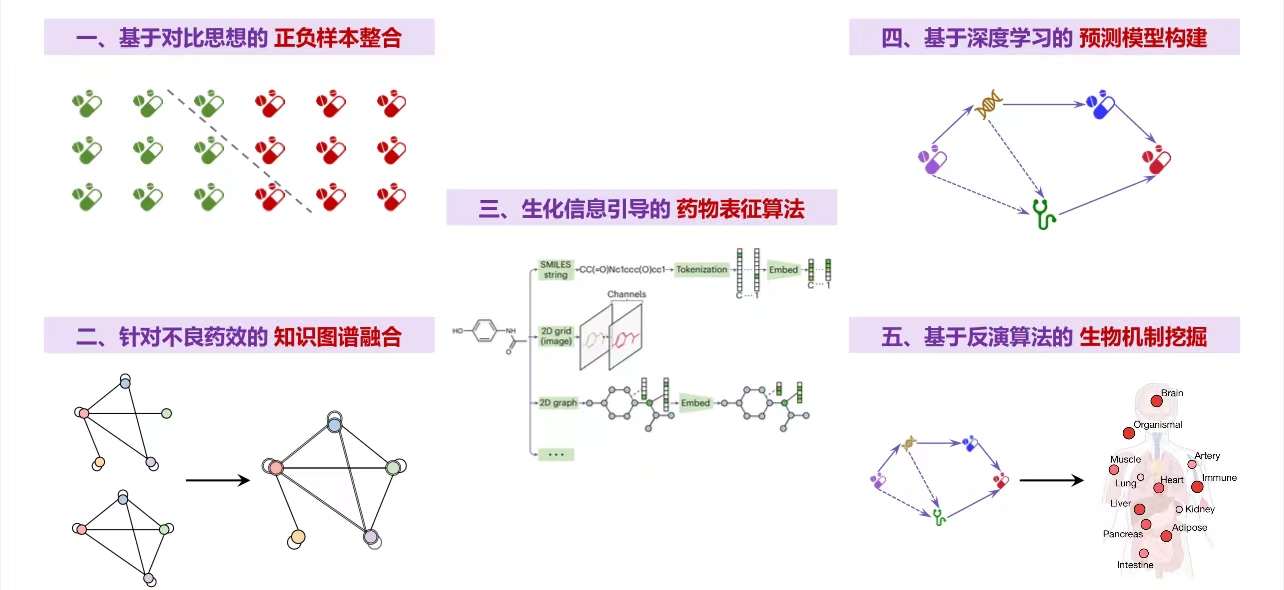 一、基于对比思想的 正负样本整合
二、针对不良药效的 知识图谱融合
三、生化信息引导的 药物表征算法
SMILES
string
CC(=O)Nc1ccc(O)cc1
Tokenization
Embed
C ... 1
C ... 1
Channels
HO
NH
O
2D grid
(image)
2D graph
Embed
...
四、基于深度学习的 预测模型构建
五、基于反演算法的 生物机制挖掘
Brain
Organismal
Muscle
Artery
Lung
Heart
Immune
Liver
Kidney
Pancreas
Adipose
Intestine